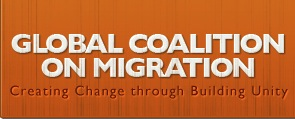 GLOBAL COALITION
ON MIGRATION
Creating Change through Building Unity